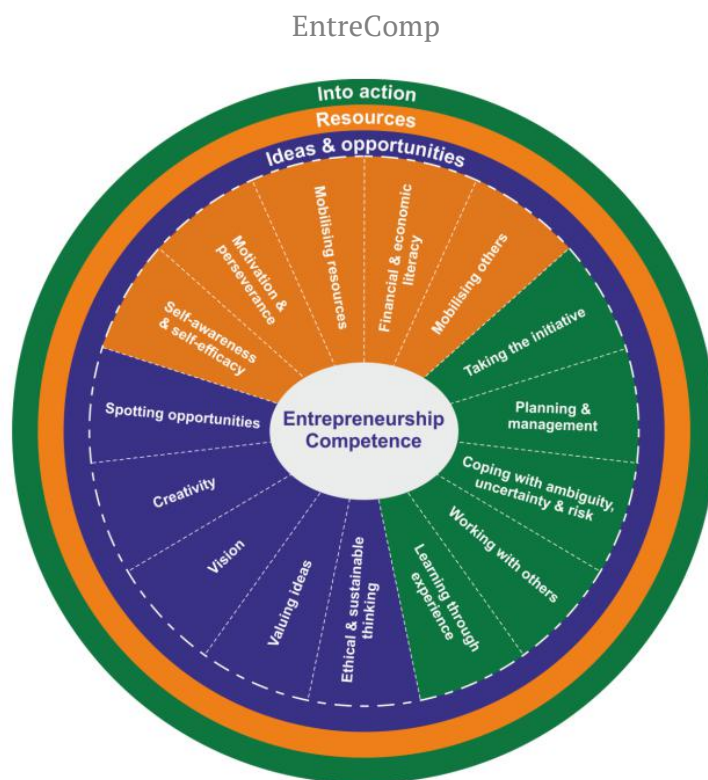 EntreComp
Into action
Resources
Ideas & opportunities
Mobilising resources
Financial & economic
literacy
Mobilising others
Taking the initiative
Planning &
management
Coping with ambiguity,
uncertainty & risk
Working with others
Learning through
experience
Ethical & sustainable
thinking
Valuing ideas
Vision
Creativity
Spotting opportunities
Self-awareness
& self-efficacy
Motivation &
perseverance
Entrepreneurship
Competence